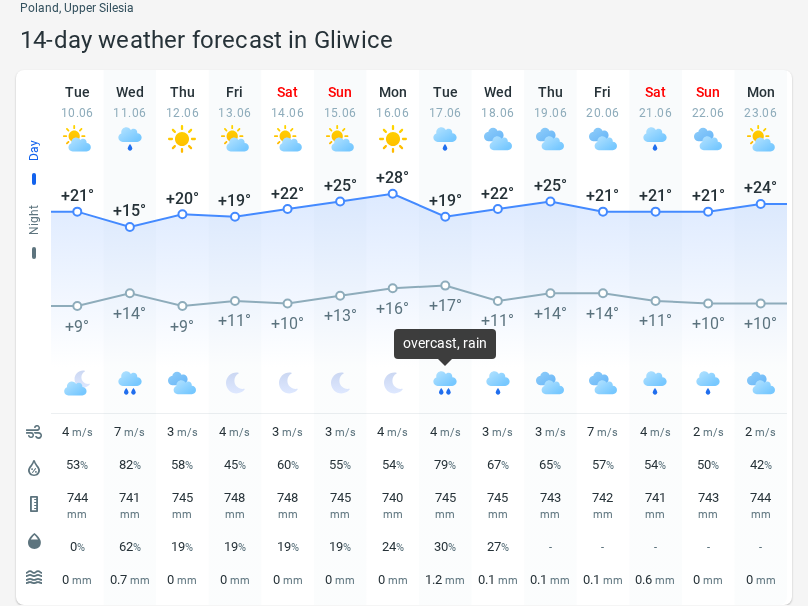 Poland, Upper Silesia
14-day weather forecast in Gliwice
Tue Wed Thu Fri Sat Sun Mon Tue Wed Thu Fri Sat Sun Mon
10.06 11.06 12.06 13.06 14.06 15.06 16.06 17.06 18.06 19.06 20.06 21.06 22.06 23.06
Day
+21° +15° +20° +19° +22° +25° +28° +19° +22° +25° +21° +21° +21° +24°
Night
+9° +14° +9° +11° +10° +13° +16° +17° +11° +14° +14° +11° +10° +10°
overcast, rain
4 m/s 7 m/s 3 m/s 4 m/s 3 m/s 3 m/s 4 m/s 4 m/s 3 m/s 3 m/s 7 m/s 4 m/s 2 m/s 2 m/s
53% 82% 58% 45% 60% 55% 54% 79% 67% 65% 57% 54% 50% 42%
744 741 745 748 748 745 740 745 745 743 742 741 743 744
mm mm mm mm mm mm mm mm mm mm mm mm mm mm
0% 62% 19% 19% 19% 19% 24% 30% 27% - - - - -
0 mm 0.7 mm 0 mm 0 mm 0 mm 0 mm 0 mm 1.2 mm 0.1 mm 0.1 mm 0.1 mm 0.6 mm 0 mm 0 mm